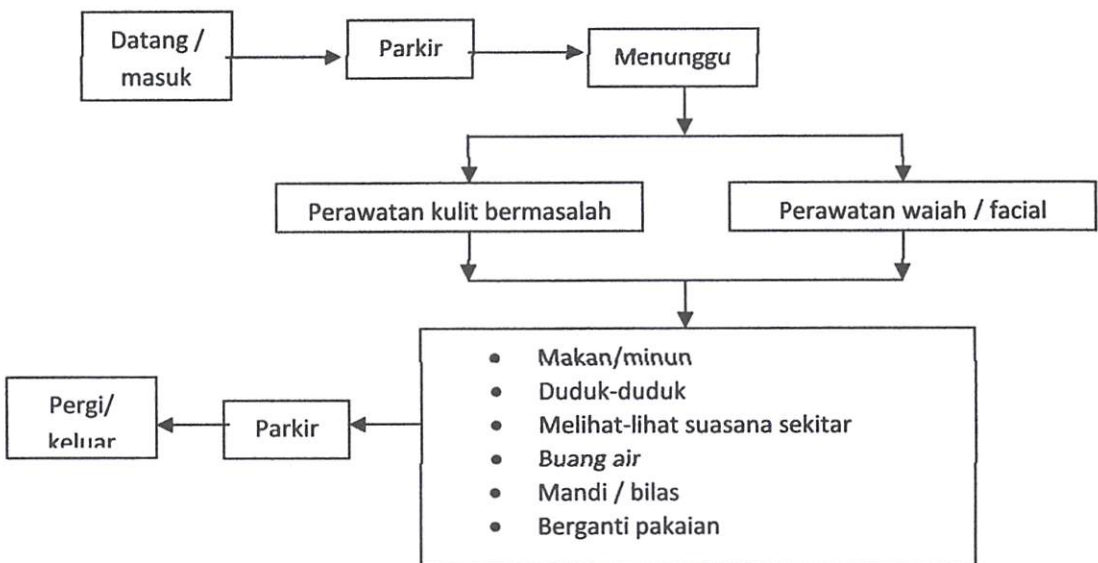 Datang /
masuk
Parkir
Menunggu
Perawatan kulit bermasalah
Perawatan wajah / facial
• Makan/minun
• Duduk-duduk
• Melihat-lihat suasana sekitar
• Buang air
• Mandi / bilas
• Berganti pakaian
Parkir
Pergi/
keluar